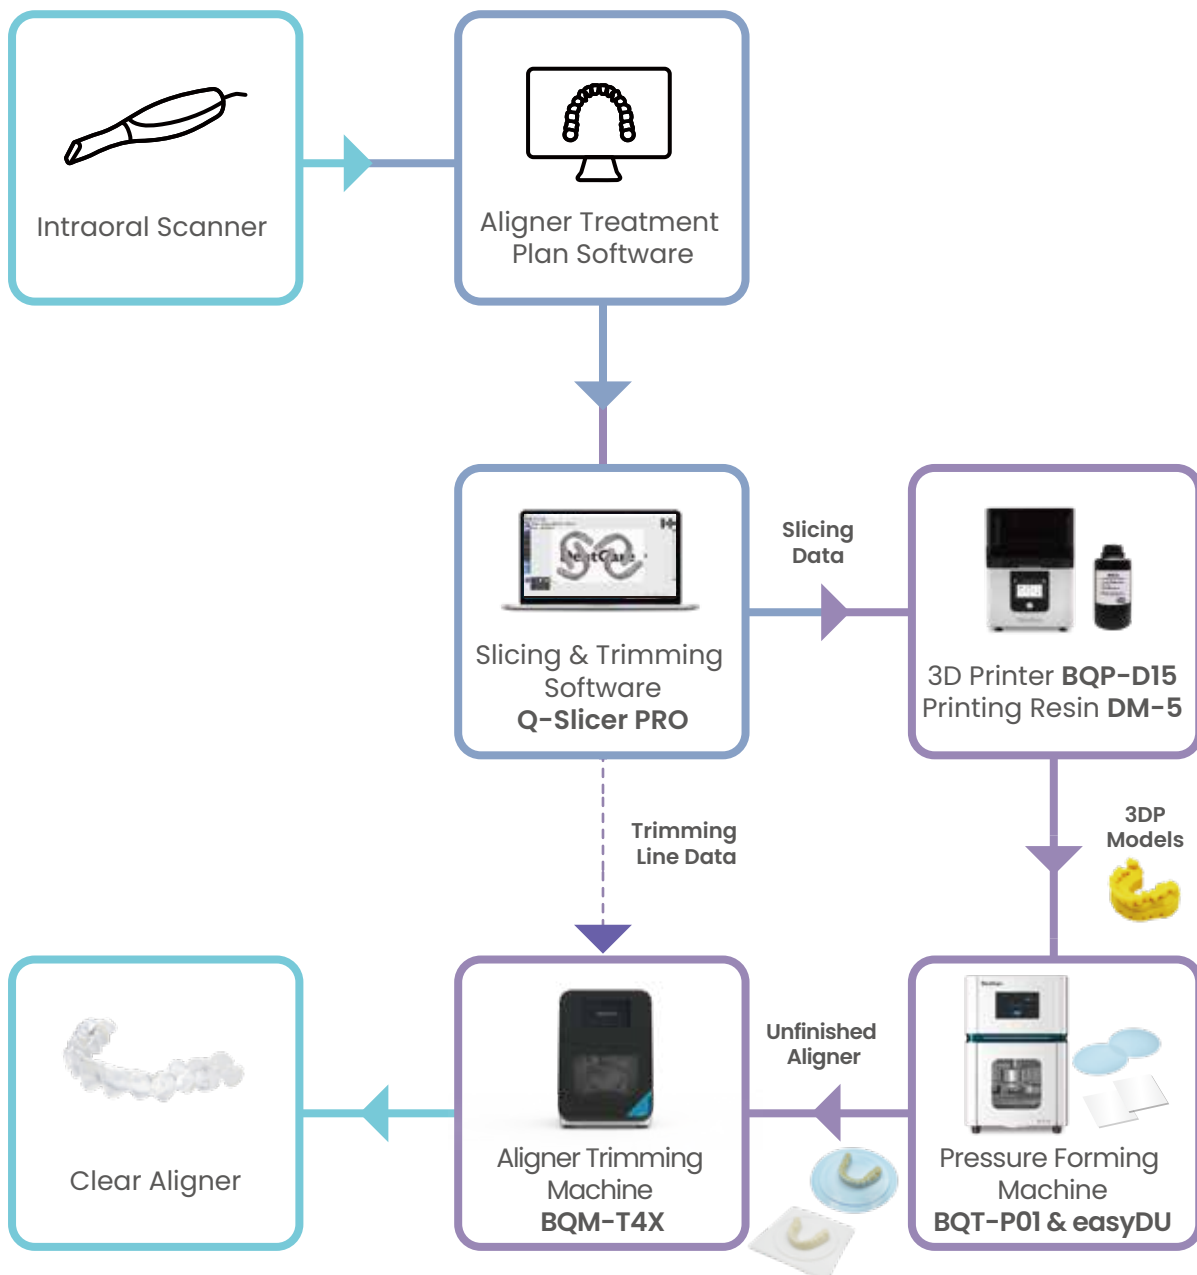 Intraoral Scanner
Aligner Treatment
Plan Software
Slicing & Trimming
Software
Q-Slicer PRO
Slicing
Data
3D Printer BQP-D15
Printing Resin DM-5
Trimming
Line Data
3DP
Models
Clear Aligner
Aligner Trimming
Machine
BQM-T4X
Unfinished
Aligner
Pressure Forming
Machine
BQT-P01 & easyDU